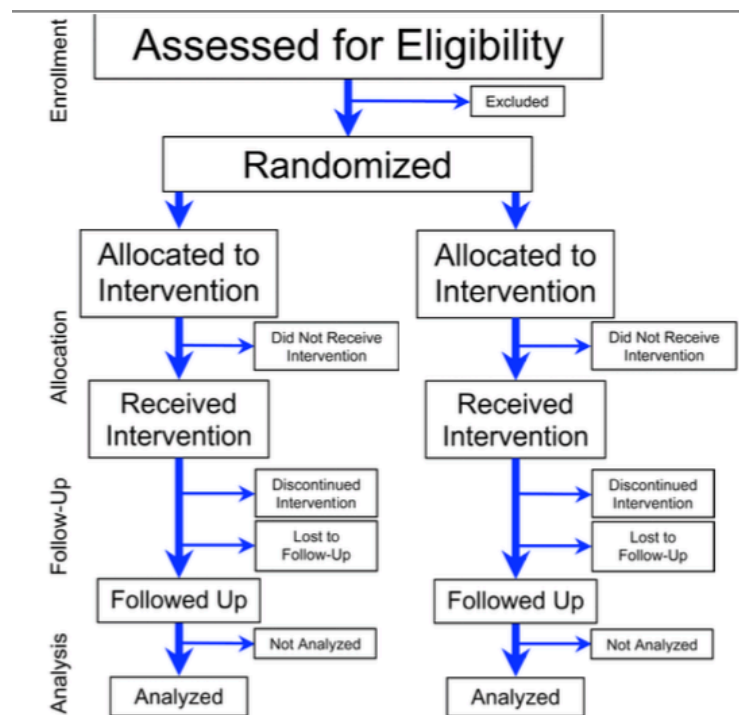 Enrollment
Assessed for Eligibility
Excluded
Randomized
Allocated to
Intervention
Allocated to
Intervention
Allocation
Did Not Receive
Intervention
Did Not Receive
Intervention
Received
Intervention
Received
Intervention
Follow-Up
Discontinued
Intervention
Discontinued
Intervention
Lost to
Follow-Up
Lost to
Follow-Up
Followed Up
Followed Up
Analysis
Not Analyzed
Not Analyzed
Analyzed
Analyzed